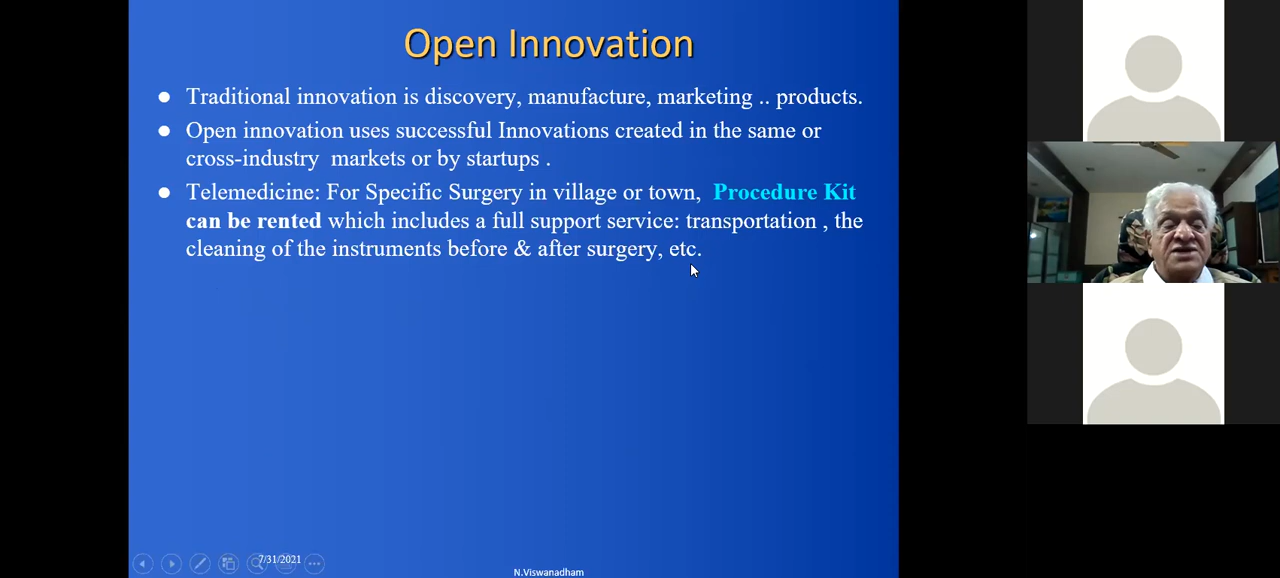 Open Innovation
● Traditional innovation is discovery, manufacture, marketing .. products.
● Open innovation uses successful Innovations created in the same or
cross-industry markets or by startups .
● Telemedicine: For Specific Surgery in village or town, Procedure Kit
can be rented which includes a full support service: transportation , the
cleaning of the instruments before & after surgery, etc.
7/31/2021
N.Viswanadham